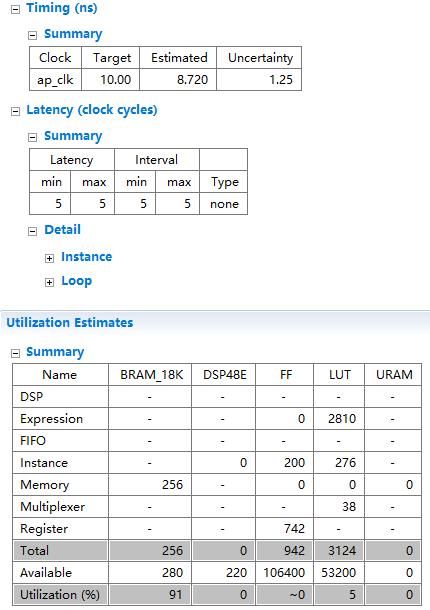 Timing (ns)
Summary
Clock Target Estimated Uncertainty
ap_clk 10.00 8.720 1.25
Latency (clock cycles)
Summary
Latency Interval
min max min max Type
5 5 5 5 none
Detail
Instance
Loop
Utilization Estimates
Summary
Name BRAM_18K DSP48E FF LUT URAM
DSP - - - - -
Expression - - 0 2810 -
FIFO - - - - -
Instance - 0 200 276 -
Memory 256 - 0 0 0
Multiplexer - - - 38 -
Register - - 742 - -
Total 256 0 942 3124 0
Available 280 220 106400 53200 0
Utilization (%) 91 0 ~0 5 0